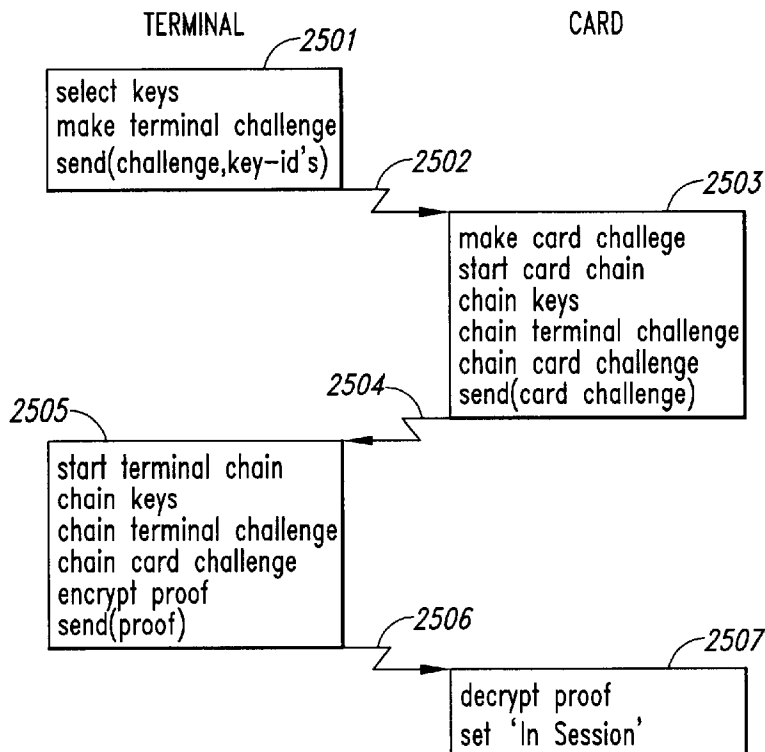 TERMINAL
CARD
2501
select keys
make terminal challenge
send(challenge,key-id's)
2502
2503
make card challege
start card chain
chain keys
chain terminal challenge
chain card challenge
send(card challenge)
2504
2505
start terminal chain
chain keys
chain terminal challenge
chain card challenge
encrypt proof
send(proof)
2506
2507
decrypt proof
set 'In Session'